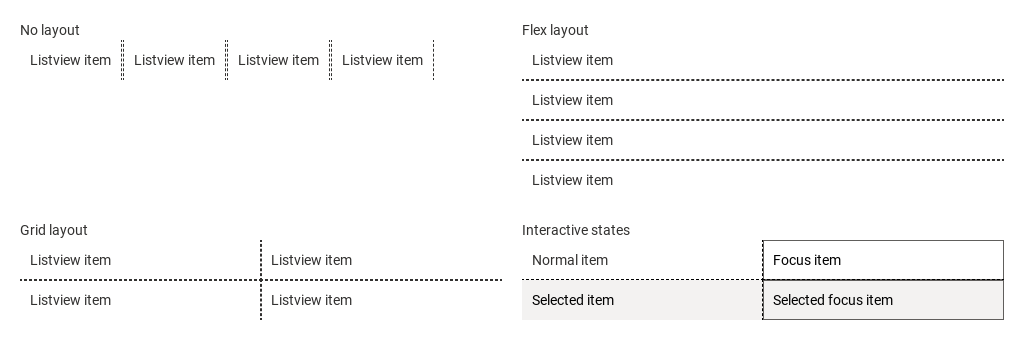 No layout
Listview item Listview item Listview item Listview item
Flex layout
Listview item
Listview item
Listview item
Listview item
Grid layout
Listview item Listview item
Listview item Listview item
Interactive states
Normal item Focus item
Selected item Selected focus item